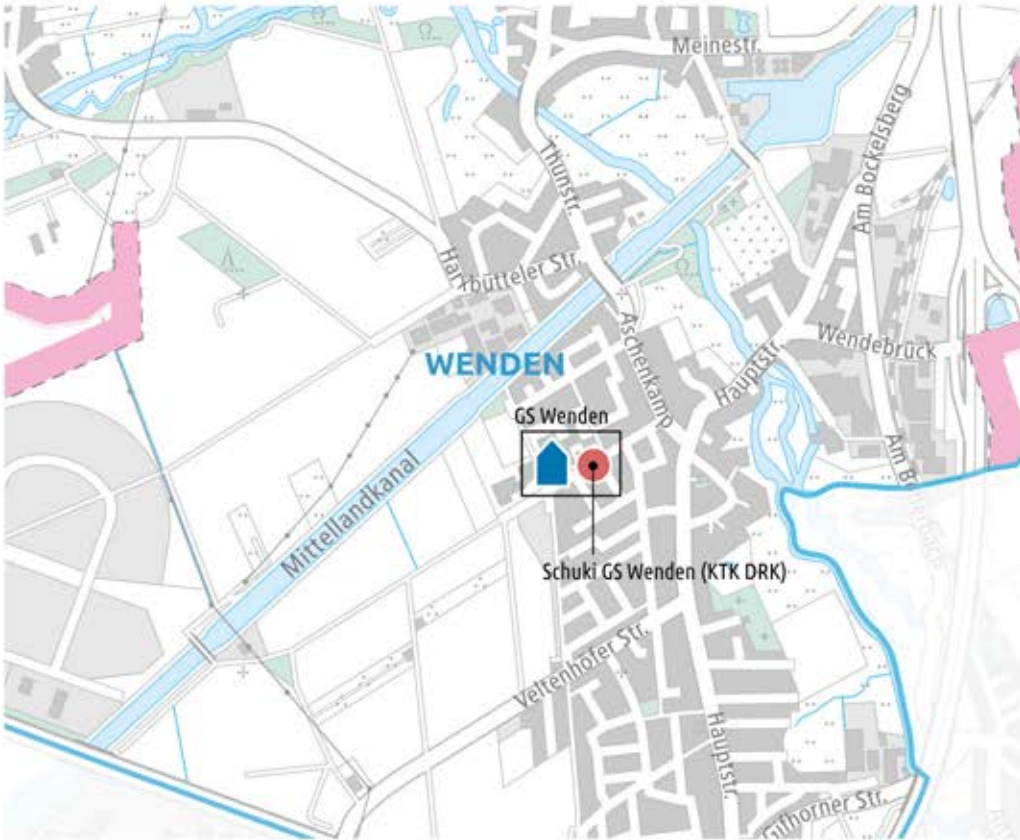 Meinestr.
Am Bockelsberg
Thunstr.
Harxbütteler Str.
Aschenkamp
Wendebrück
WENDEN
Hauptstr.
GS Wenden
Mittellandkanal
Schuki GS Wenden (KTK DRK)
Veltenhofer Str.
Hauptstr.
Gifhorner Str.